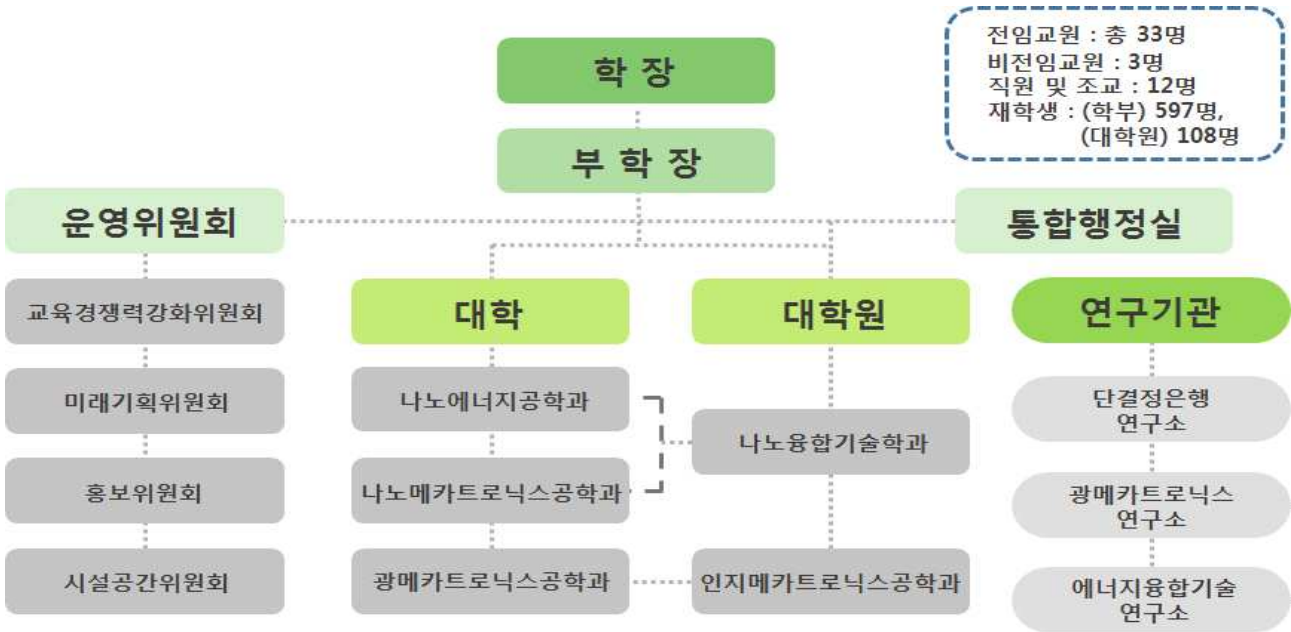 전임교원 : 총 33명
비전임교원 : 3명
직원 및 조교 : 12명
재학생 : (학부) 597명,
(대학원) 108명
학 장
부 학 장
운영위원회
통합행정실
교육경쟁력강화위원회
미래기획위원회
홍보위원회
시설공간위원회
대학
나노에너지공학과
나노메카트로닉스공학과
광메카트로닉스공학과
대학원
나노융합기술학과
인지메카트로닉스공학과
연구기관
단결정은행
연구소
광메카트로닉스
연구소
에너지융합기술
연구소